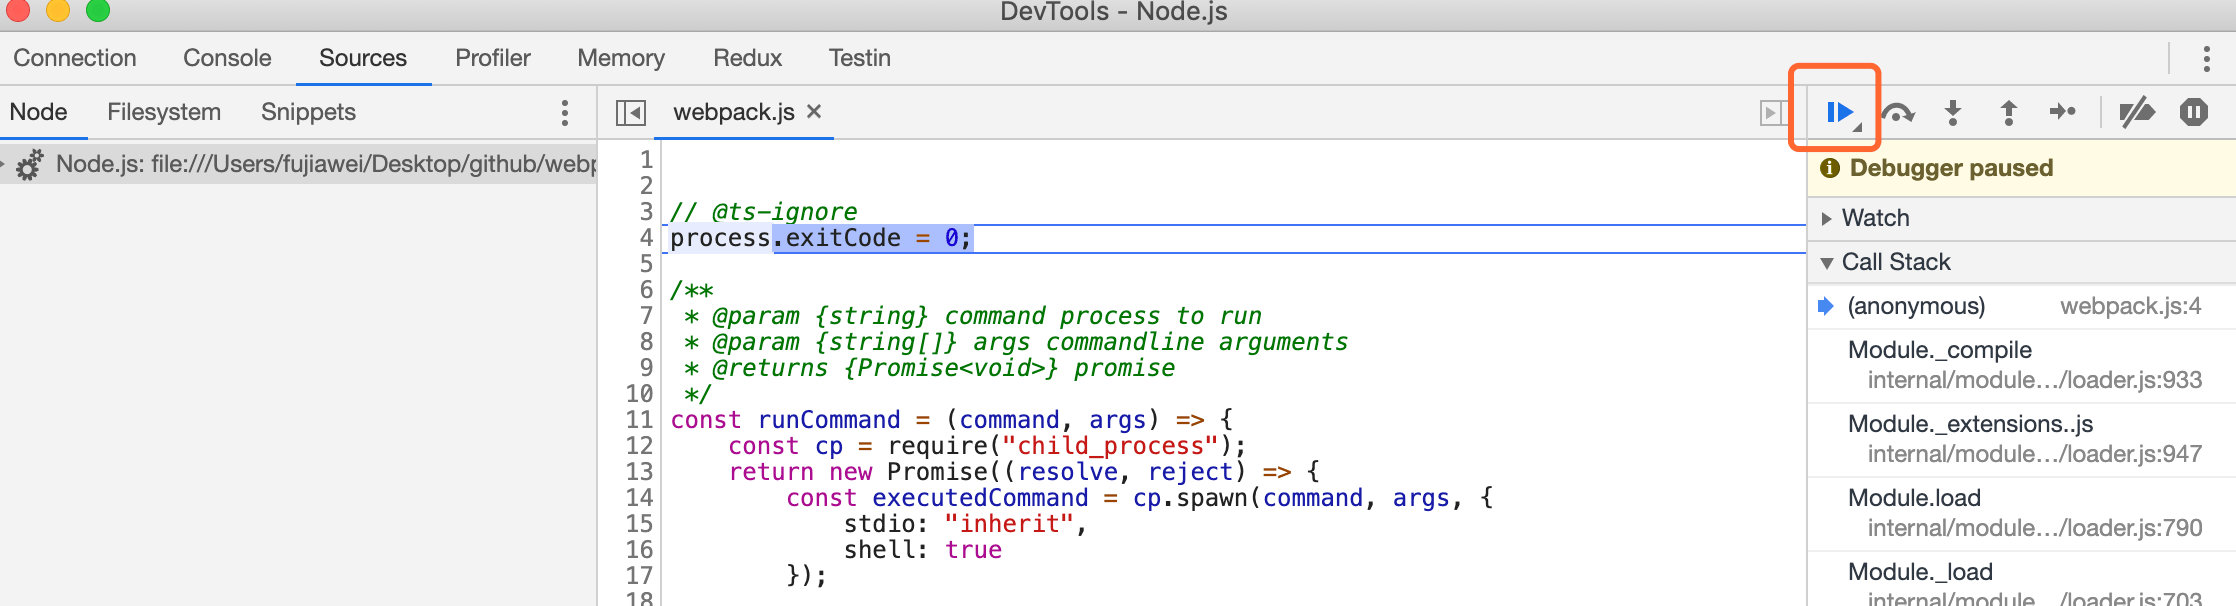 DevTools - Node.js
Connection Console Sources Profiler Memory Redux Testin
Node Filesystem Snippets
webpack.js ×
Node.js: file:///Users/fujiawei/Desktop/github/webp
1
2
3 // @ts-ignore
4 process.exitCode = 0;
5
6 /**
7  * @param {string} command process to run
8  * @param {string[]} args commandline arguments
9  * @returns {Promise<void>} promise
10  */
11 const runCommand = (command, args) => {
12     const cp = require("child_process");
13     return new Promise((resolve, reject) => {
14         const executedCommand = cp.spawn(command, args, {
15             stdio: "inherit",
16             shell: true
17         });
18
Debugger paused
Watch
Call Stack
(anonymous) webpack.js:4
Module._compile
internal/module…/loader.js:933
Module._extensions..js
internal/module…/loader.js:947
Module.load
internal/module…/loader.js:790
Module._load
internal/module…/loader.js:703